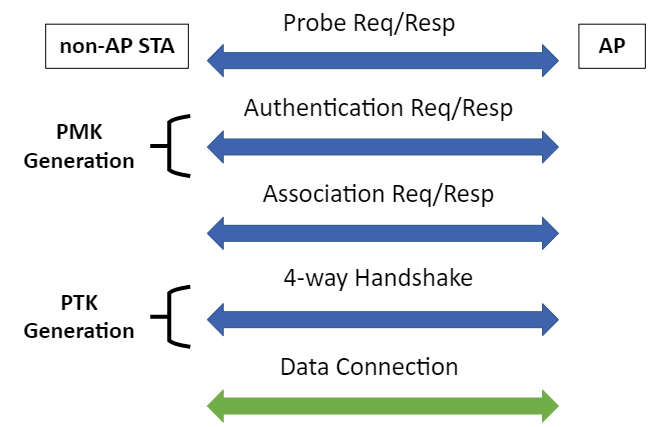 Probe Req/Resp
non-AP STA
AP
Authentication Req/Resp
PMK
Generation
Association Req/Resp
4-way Handshake
PTK
Generation
Data Connection